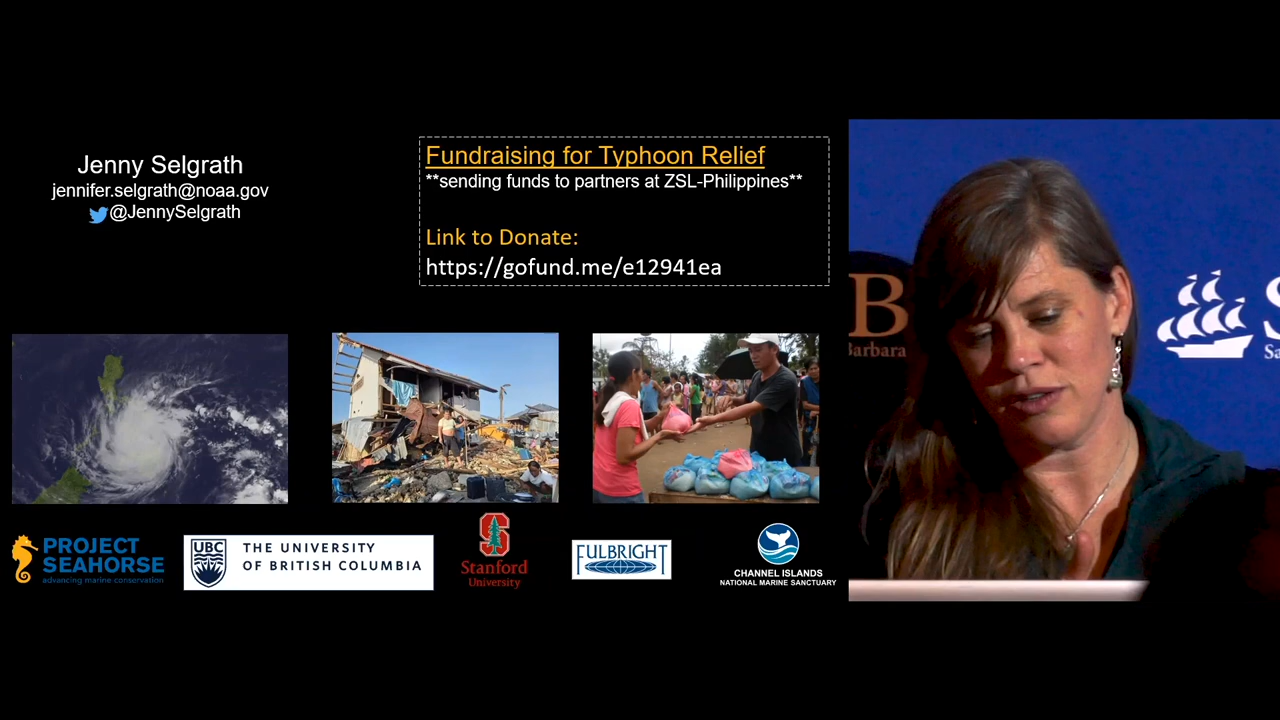 Jenny Selgrath
jennifer.selgrath@noaa.gov
@JennySelgrath
Fundraising for Typhoon Relief
**sending funds to partners at ZSL-Philippines**
Link to Donate:
https://gofund.me/e12941ea
B
Barbara
S
Sa
PROJECT
SEAHORSE
advancing marine conservation
UBC
THE UNIVERSITY
OF BRITISH COLUMBIA
S
Stanford
University
FULBRIGHT
CHANNEL ISLANDS
NATIONAL MARINE SANCTUARY